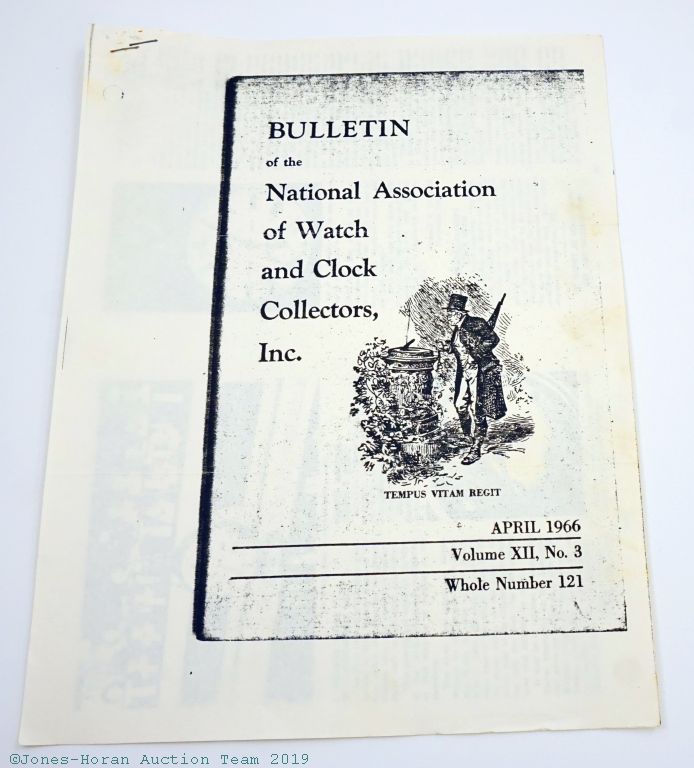 BULLETIN
of the
National Association
of Watch
and Clock
Collectors,
Inc.
TEMPUS VITAM REGIT
APRIL 1966
Volume XII, No. 3
Whole Number 121
©Jones-Horan Auction Team 2019